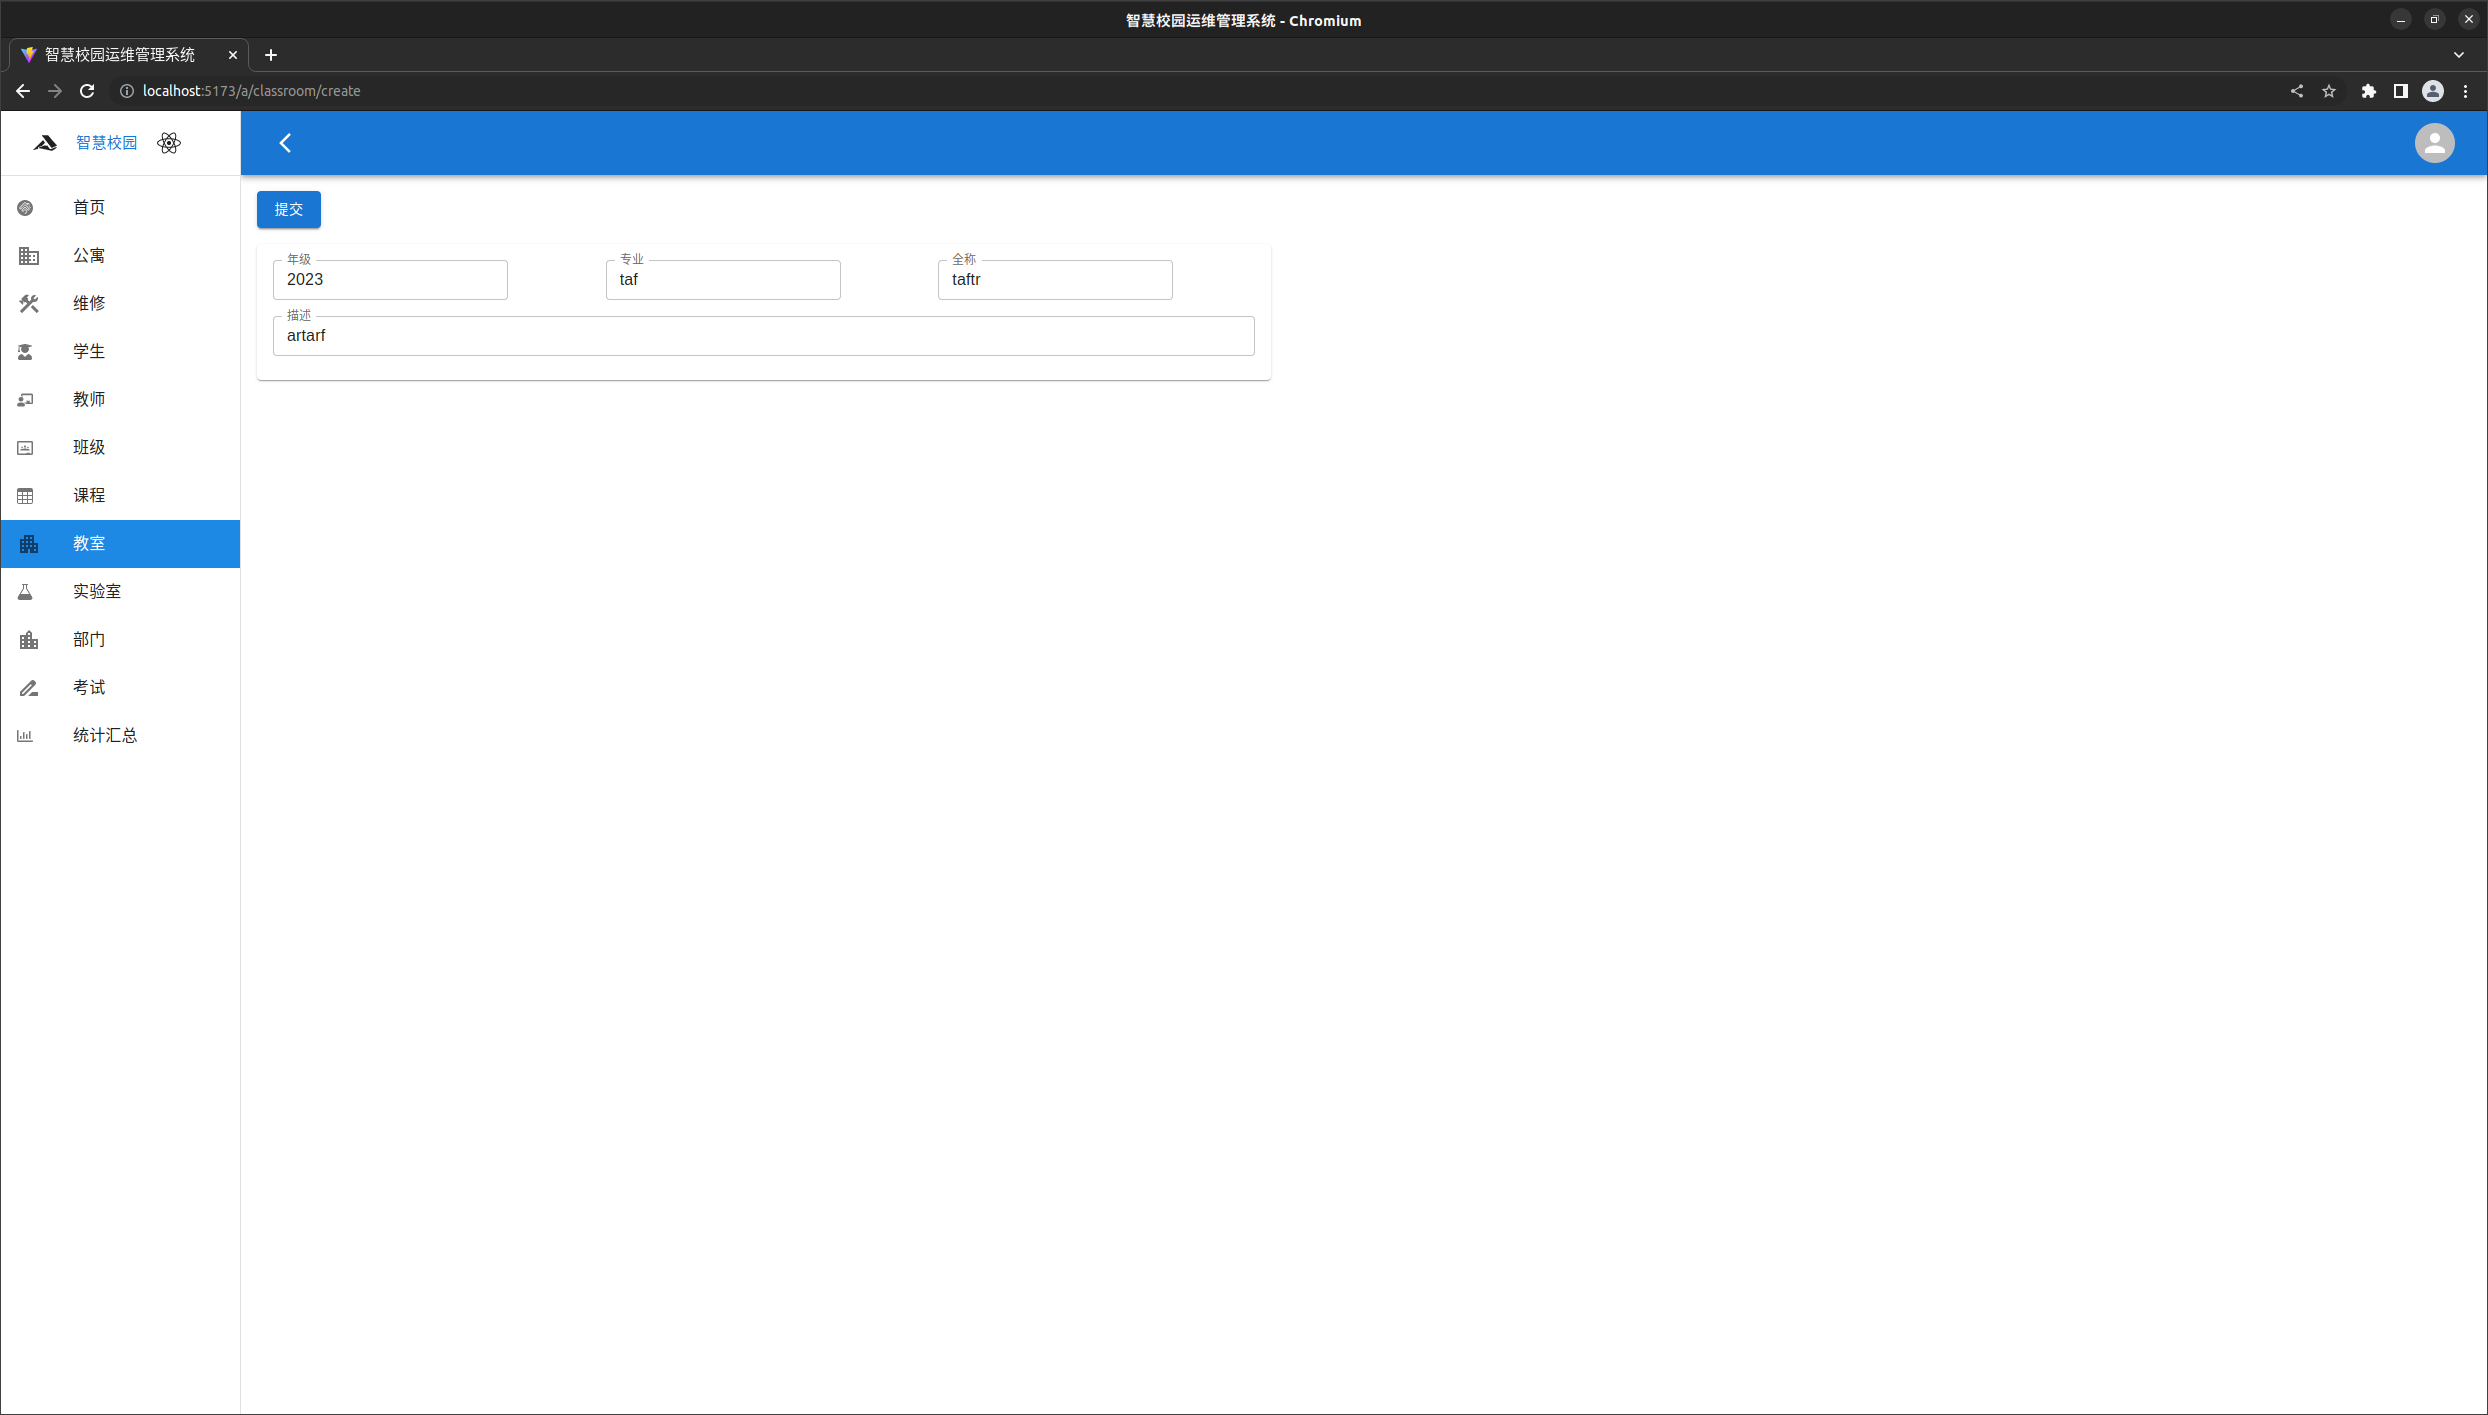 智慧校园运维管理系统 - Chromium
智慧校园运维管理系统
localhost:5173/a/classroom/create
智慧校园
首页
公寓
维修
学生
教师
班级
课程
教室
实验室
部门
考试
统计汇总
提交
年级
2023
专业
taf
全称
taftr
描述
artarf